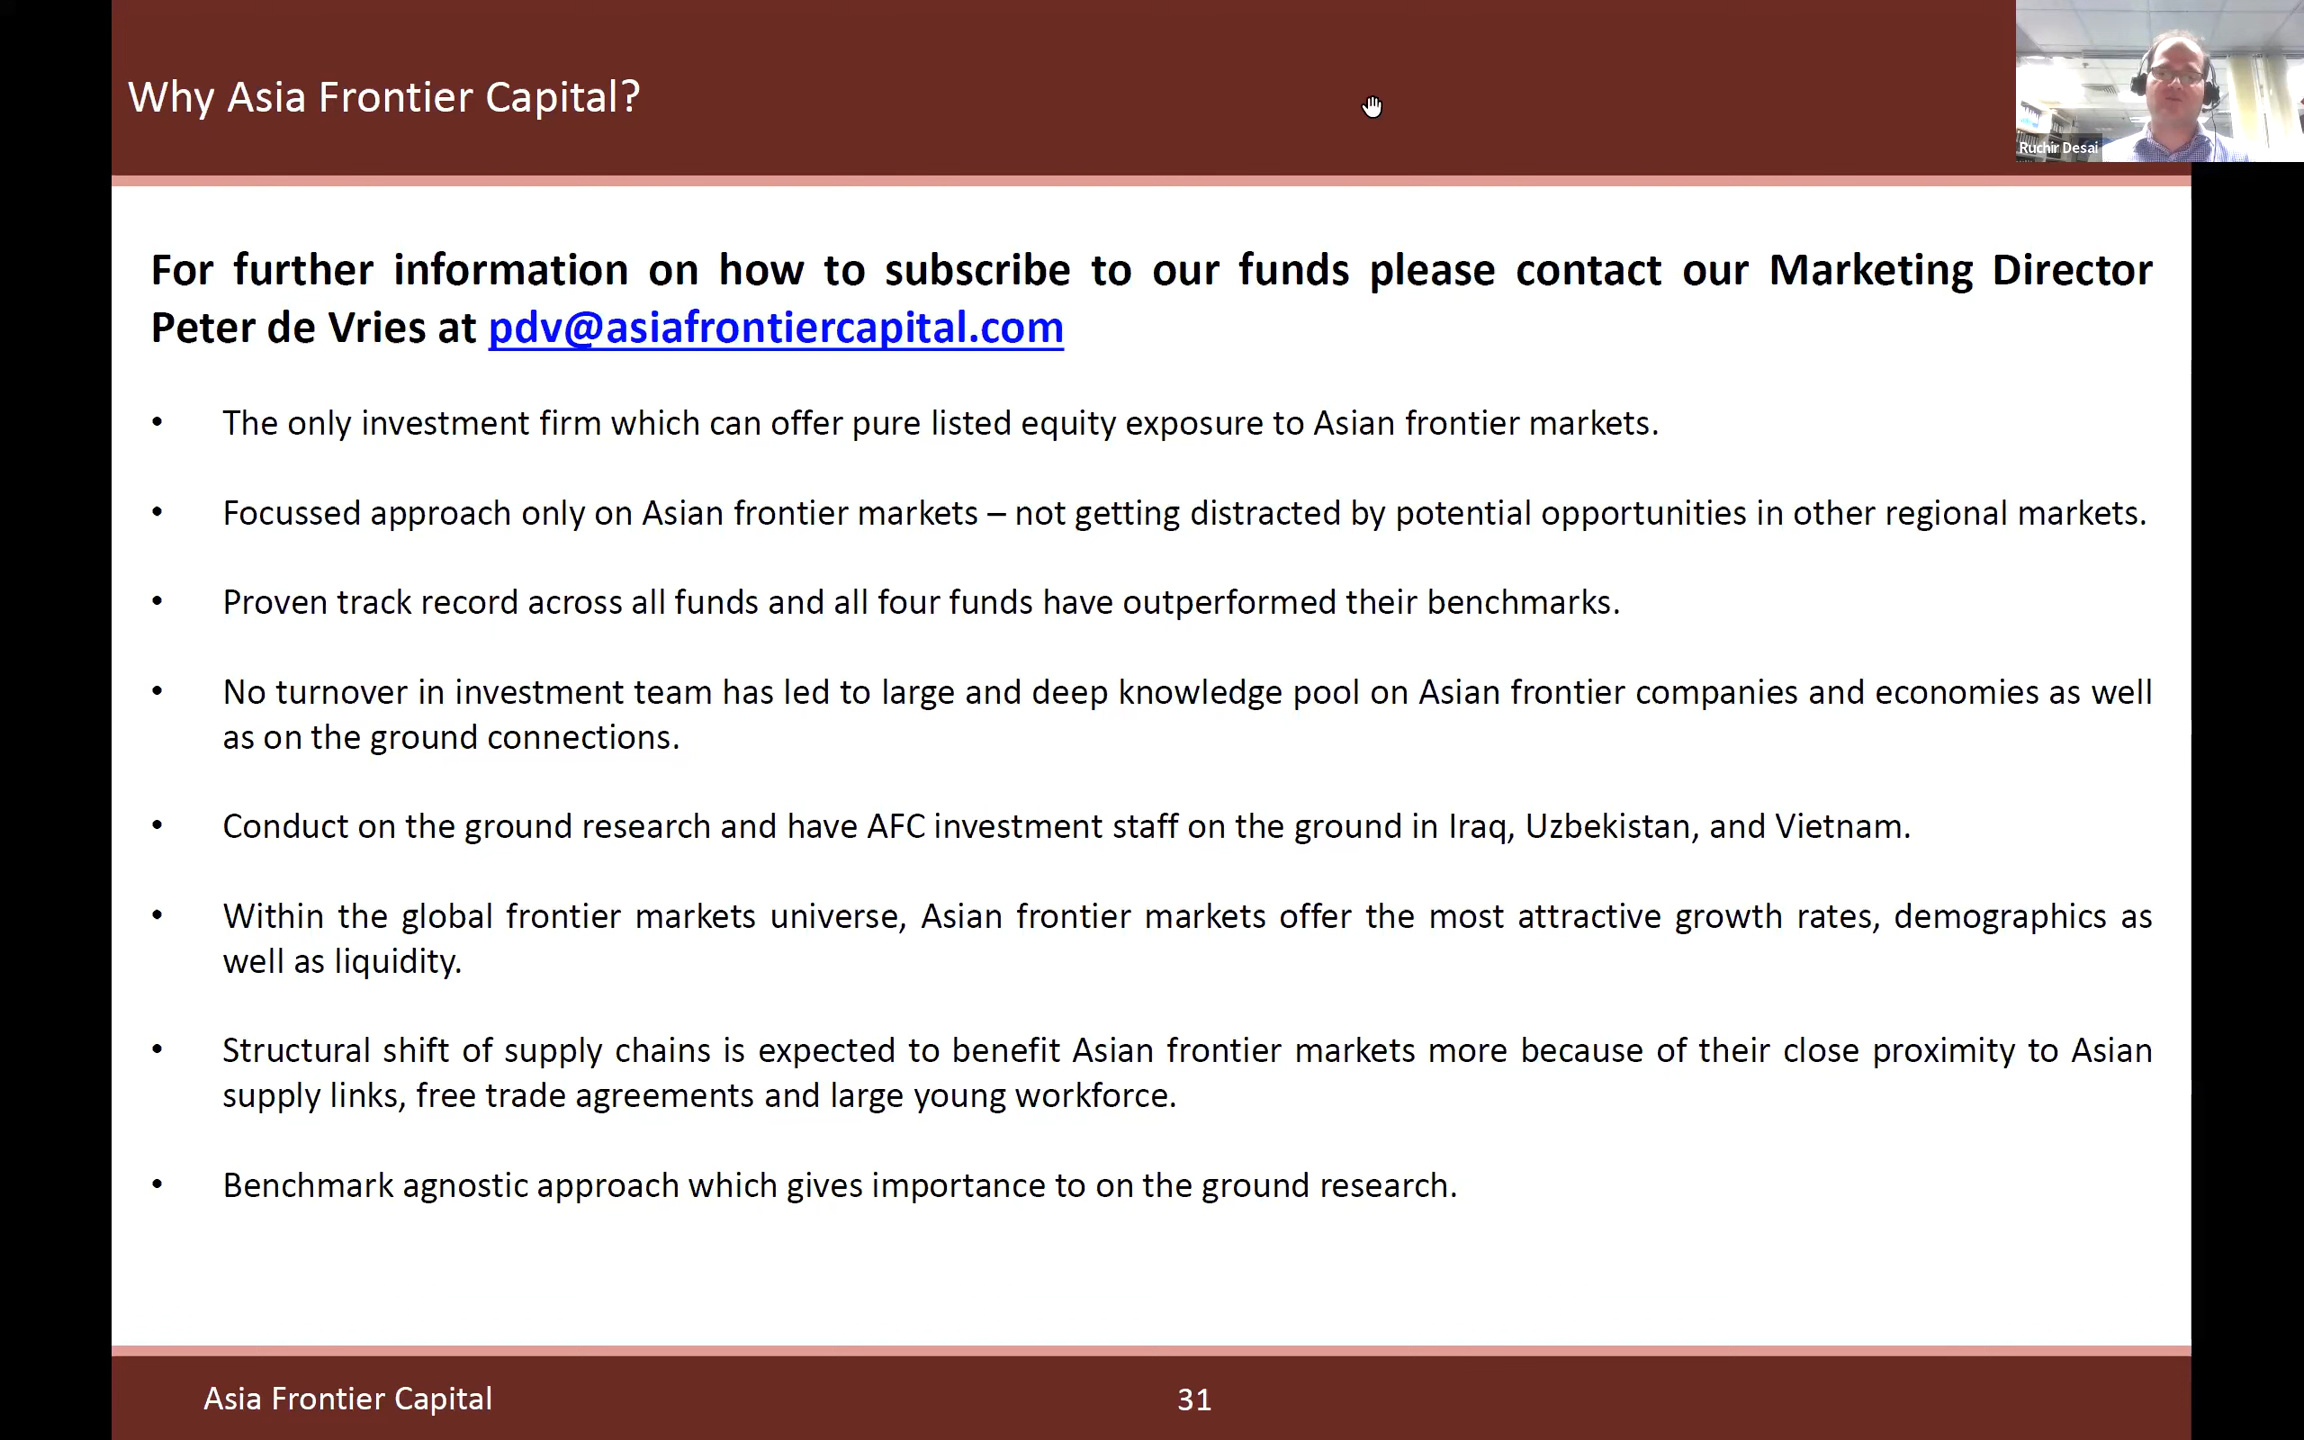 Why Asia Frontier Capital?
Ruchir Desai
For further information on how to subscribe to our funds please contact our Marketing Director
Peter de Vries at pdv@asiafrontiercapital.com
• The only investment firm which can offer pure listed equity exposure to Asian frontier markets.
• Focussed approach only on Asian frontier markets – not getting distracted by potential opportunities in other regional markets.
• Proven track record across all funds and all four funds have outperformed their benchmarks.
• No turnover in investment team has led to large and deep knowledge pool on Asian frontier companies and economies as well
as on the ground connections.
• Conduct on the ground research and have AFC investment staff on the ground in Iraq, Uzbekistan, and Vietnam.
• Within the global frontier markets universe, Asian frontier markets offer the most attractive growth rates, demographics as
well as liquidity.
• Structural shift of supply chains is expected to benefit Asian frontier markets more because of their close proximity to Asian
supply links, free trade agreements and large young workforce.
• Benchmark agnostic approach which gives importance to on the ground research.
Asia Frontier Capital
31